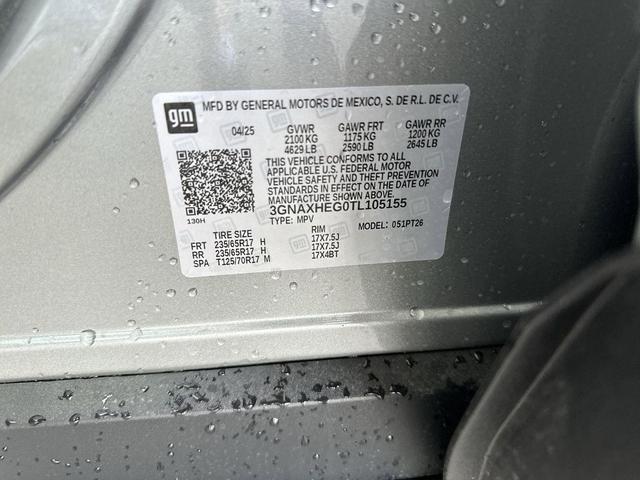 gm MFD BY GENERAL MOTORS DE MEXICO, S. DE R.L. DE C.V.
04/25 GVWR GAWR FRT GAWR RR
2100 KG 1175 KG 1200 KG
4629 LB 2590 LB 2645 LB
THIS VEHICLE CONFORMS TO ALL
APPLICABLE U.S. FEDERAL MOTOR
VEHICLE SAFETY AND THEFT PREVENTION
STANDARDS IN EFFECT ON THE DATE OF
MANUFACTURE SHOWN ABOVE
3GNAXHEG0TL105155
130H
TYPE: MPV MODEL: 051PT26
TIRE SIZE RIM
FRT 235/65R17 H 17X7.5J
RR 235/65R17 H 17X7.5J
SPA T125/70R17 M 17X4BT